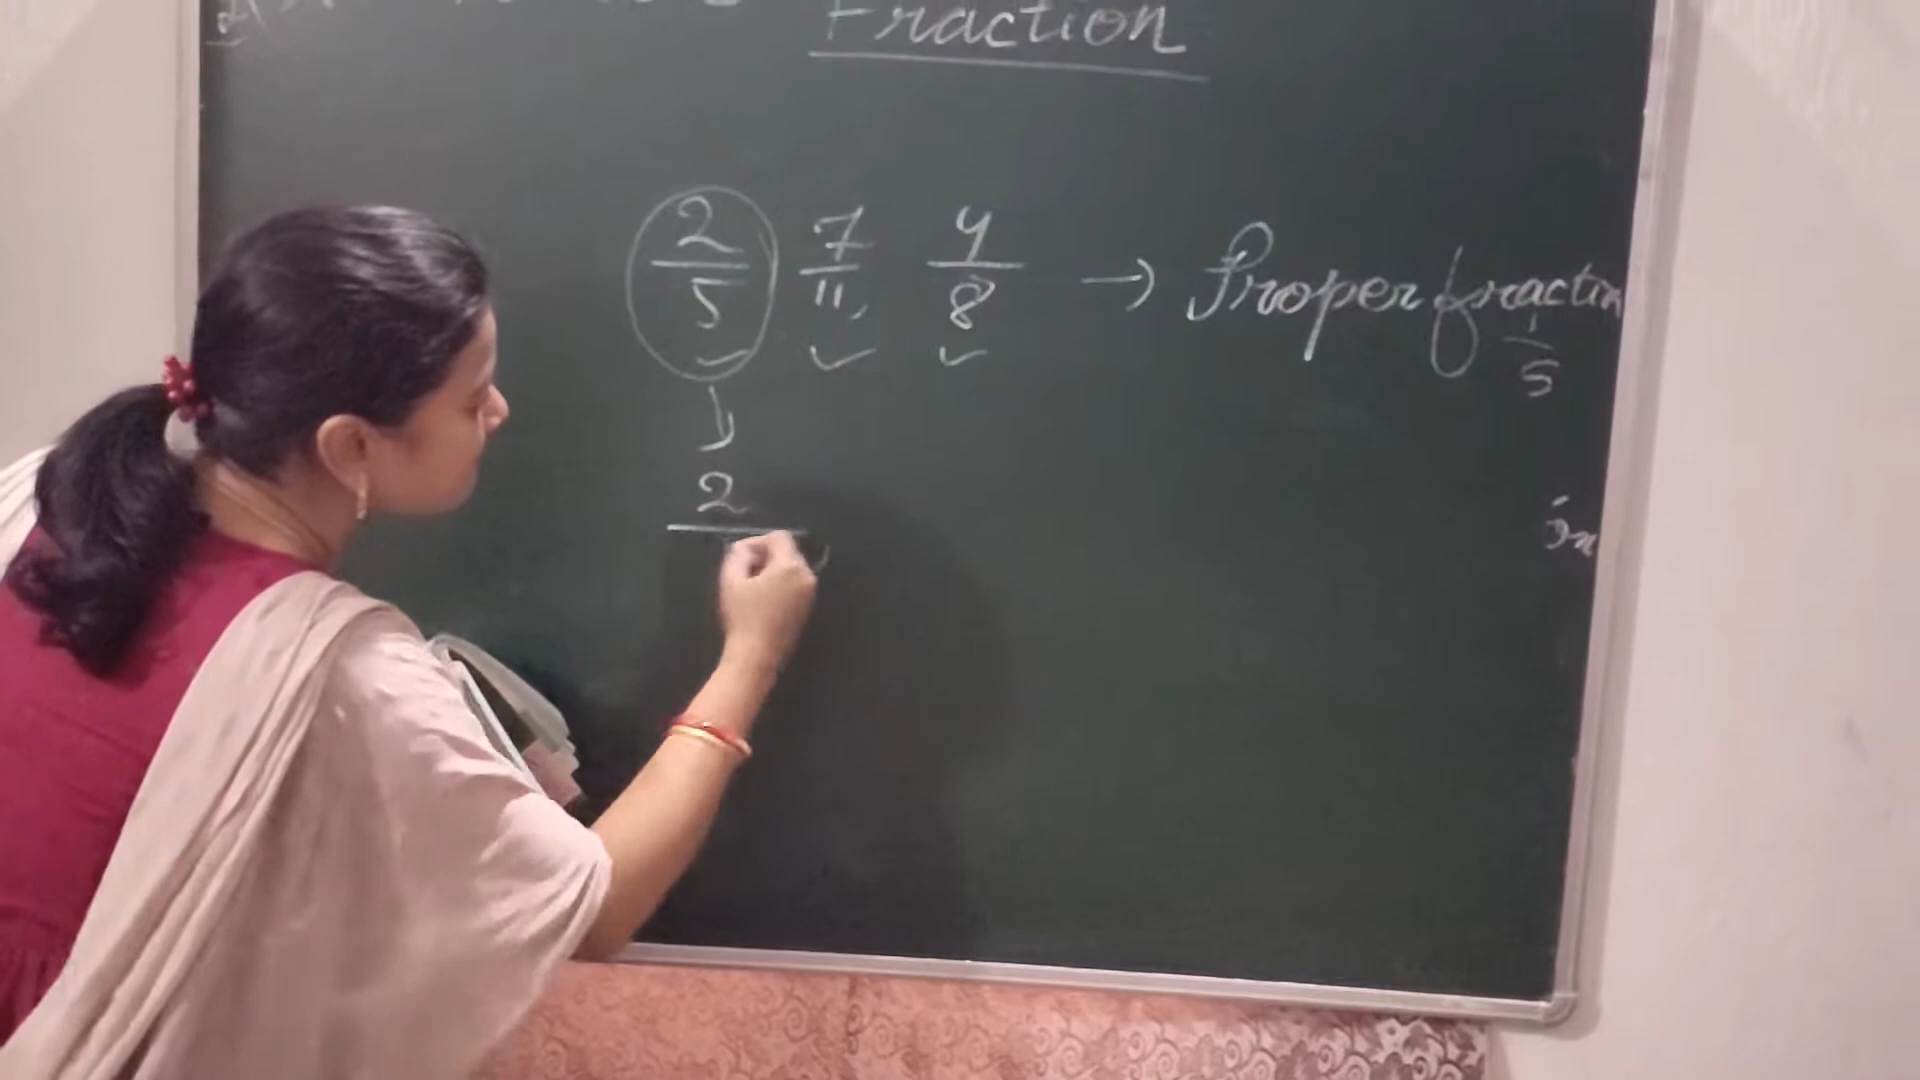 Fraction
2/5 7/11, 4/8 → Proper fraction
1/5
2